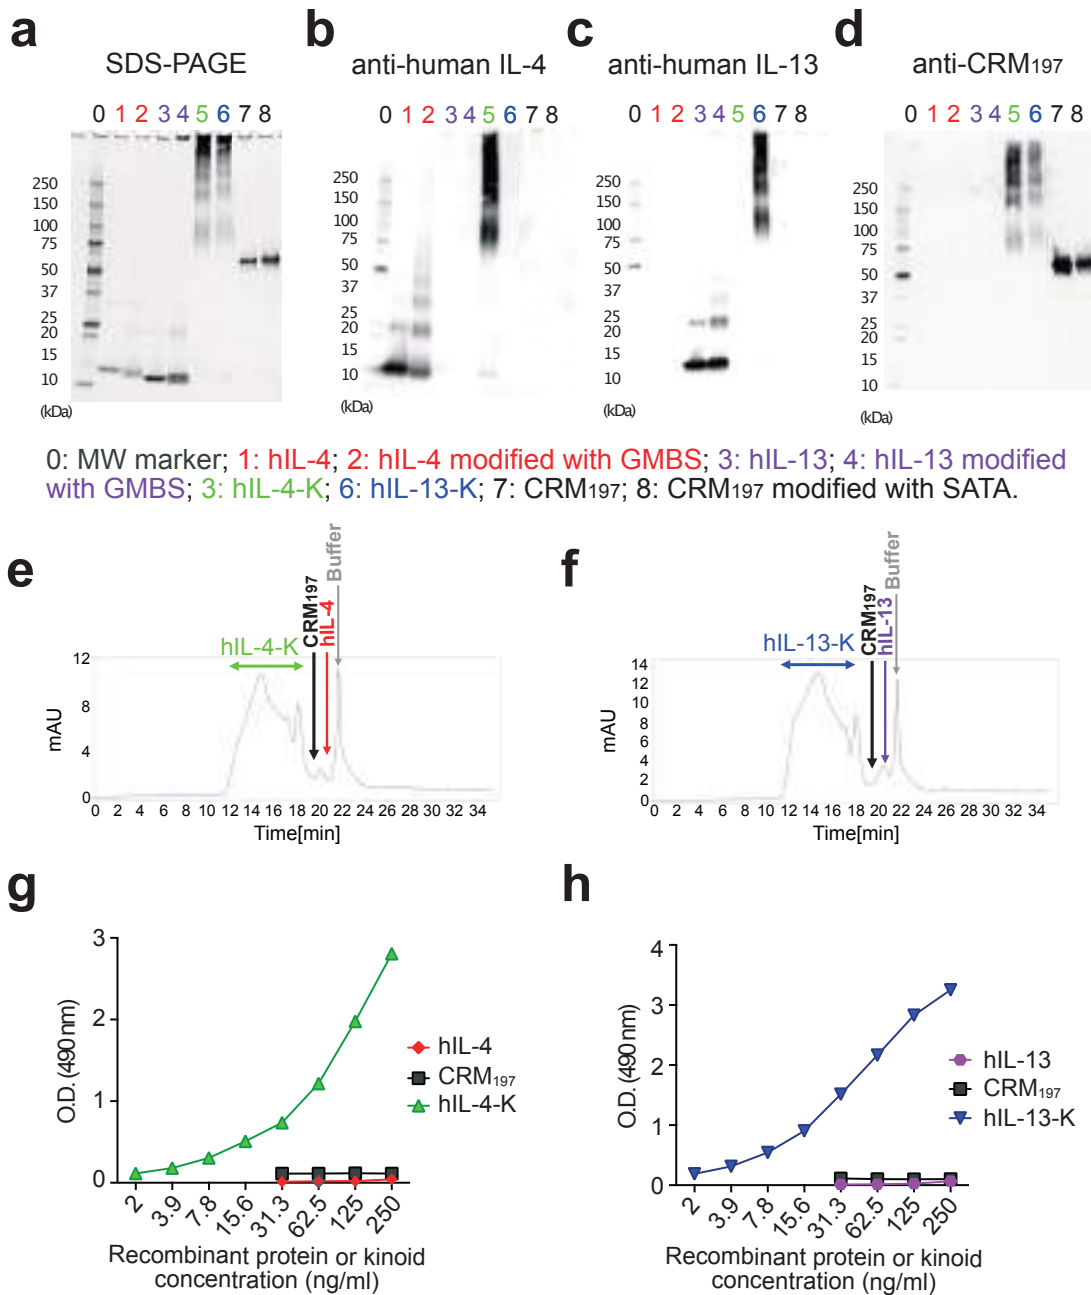 a b c d
SDS-PAGE anti-human IL-4 anti-human IL-13 anti-CRM197
0 1 2 3 4 5 6 7 8
250
150
100
75
50
37
25
20
15
10
(kDa)
0 1 2 3 4 5 6 7 8
250
150
100
75
50
37
25
20
15
10
(kDa)
0 1 2 3 4 5 6 7 8
250
150
100
75
50
37
25
20
15
10
(kDa)
0 1 2 3 4 5 6 7 8
250
150
100
75
50
37
25
20
15
10
(kDa)
0: MW marker; 1: hIL-4; 2: hIL-4 modified with GMBS; 3: hIL-13; 4: hIL-13 modified
with GMBS; 3: hIL-4-K; 6: hIL-13-K; 7: CRM197; 8: CRM197 modified with SATA.
e
hIL-4-K
CRM197
hIL-4
Buffer
12
8
4
0
mAU
0 2 4 6 8 10 12 14 16 18 20 22 24 26 28 30 32 34
Time[min]
f
hIL-13-K
CRM197
hIL-13
Buffer
14
12
10
8
6
4
2
0
mAU
0 2 4 6 8 10 12 14 16 18 20 22 24 26 28 30 32 34
Time[min]
g
3
2
1
0
O.D. (490 nm)
hIL-4
CRM197
hIL-4-K
2 3.9 7.8 15.6 31.3 62.5 125 250
Recombinant protein or kinoid
concentration (ng/ml)
h
4
3
2
1
0
O.D. (490 nm)
hIL-13
CRM197
hIL-13-K
2 3.9 7.8 15.6 31.3 62.5 125 250
Recombinant protein or kinoid
concentration (ng/ml)